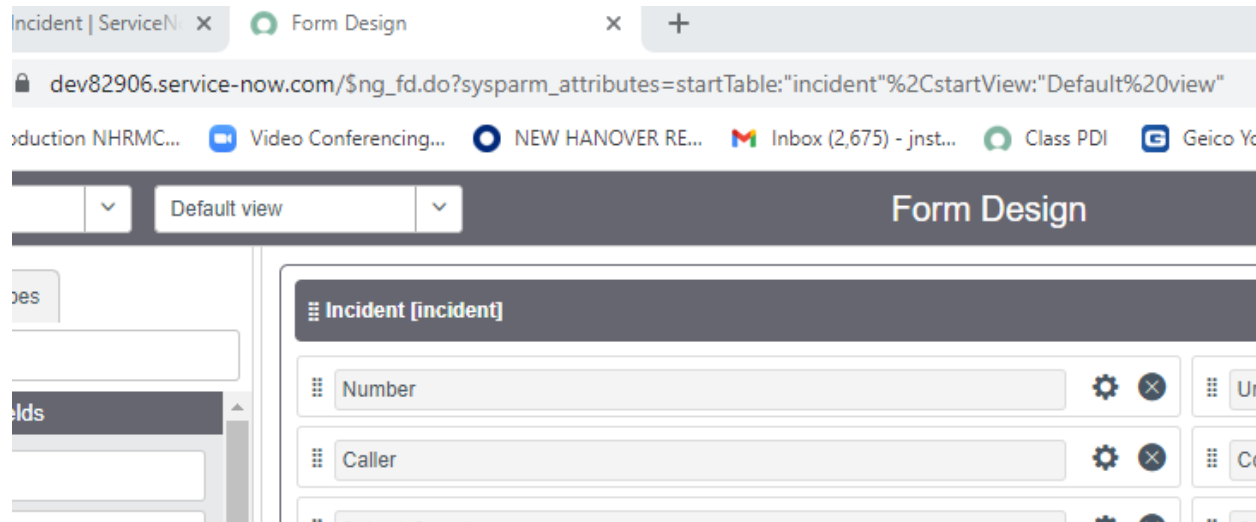 Incident | ServiceN
Form Design
dev82906.service-now.com/$ng_fd.do?sysparm_attributes=startTable:"incident"%2CstartView:"Default%20view"
oduction NHRMC... Video Conferencing... NEW HANOVER RE... Inbox (2,675) - jnst... Class PDI G Geico Yo
Default view
Form Design
pes
Incident [incident]
Number
Ur
elds
Caller
Co